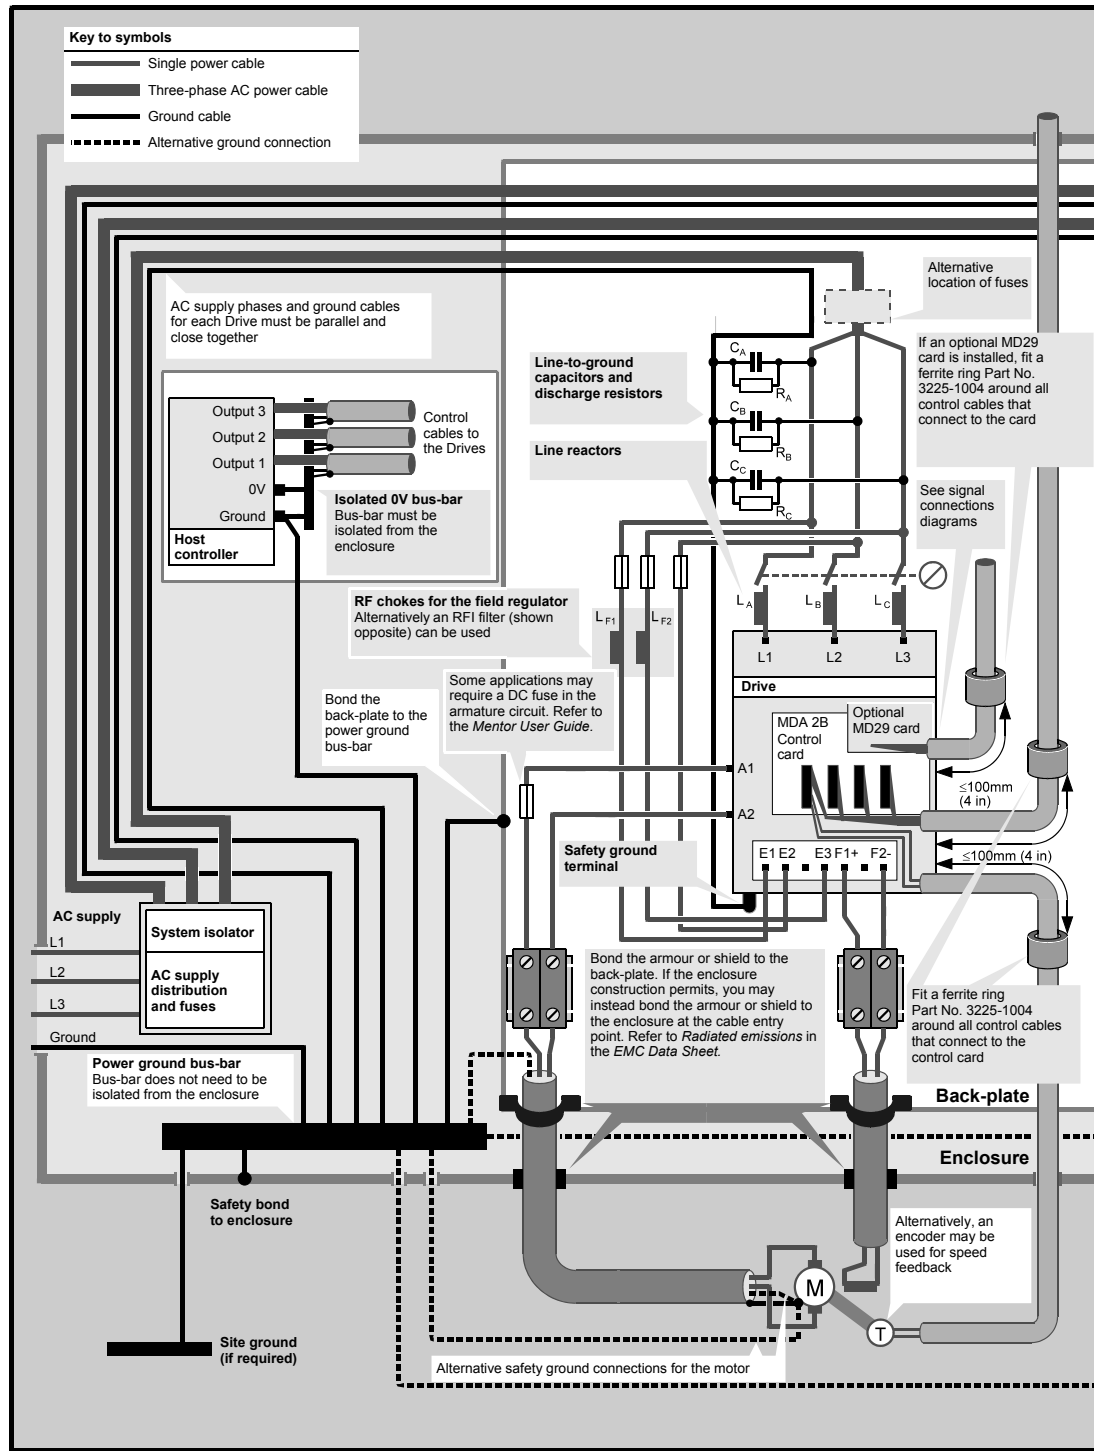 Key to symbols
Single power cable
Three-phase AC power cable
Ground cable
Alternative ground connection
AC supply phases and ground cables
for each Drive must be parallel and
close together
Alternative
location of fuses
If an optional MD29
card is installed, fit a
ferrite ring Part No.
3225-1004 around all
control cables that
connect to the card
Line-to-ground
capacitors and
discharge resistors
Line reactors
CA
RA
CB
RB
CC
RC
Output 3
Output 2
Output 1
0V
Ground
Host
controller
Control
cables to
the Drives
Isolated 0V bus-bar
Bus-bar must be
isolated from the
enclosure
See signal
connections
diagrams
RF chokes for the field regulator
Alternatively an RFI filter (shown
opposite) can be used
LF1
LF2
LA
LB
LC
L1
L2
L3
Drive
Some applications may
require a DC fuse in the
armature circuit. Refer to
the Mentor User Guide.
Bond the
back-plate to the
power ground
bus-bar
MDA 2B
Control
card
Optional
MD29 card
A1
A2
≤100mm
(4 in)
≤100mm (4 in)
Safety ground
terminal
E1 E2
E3 F1+
F2-
AC supply
L1
L2
L3
Ground
System isolator
AC supply
distribution
and fuses
Bond the armour or shield to the
back-plate. If the enclosure
construction permits, you may
instead bond the armour or shield to
the enclosure at the cable entry
point. Refer to Radiated emissions in
the EMC Data Sheet.
Fit a ferrite ring
Part No. 3225-1004
around all control cables
that connect to the
control card
Power ground bus-bar
Bus-bar does not need to be
isolated from the enclosure
Back-plate
Enclosure
Safety bond
to enclosure
Alternatively, an
encoder may be
used for speed
feedback
M
T
Site ground
(if required)
Alternative safety ground connections for the motor